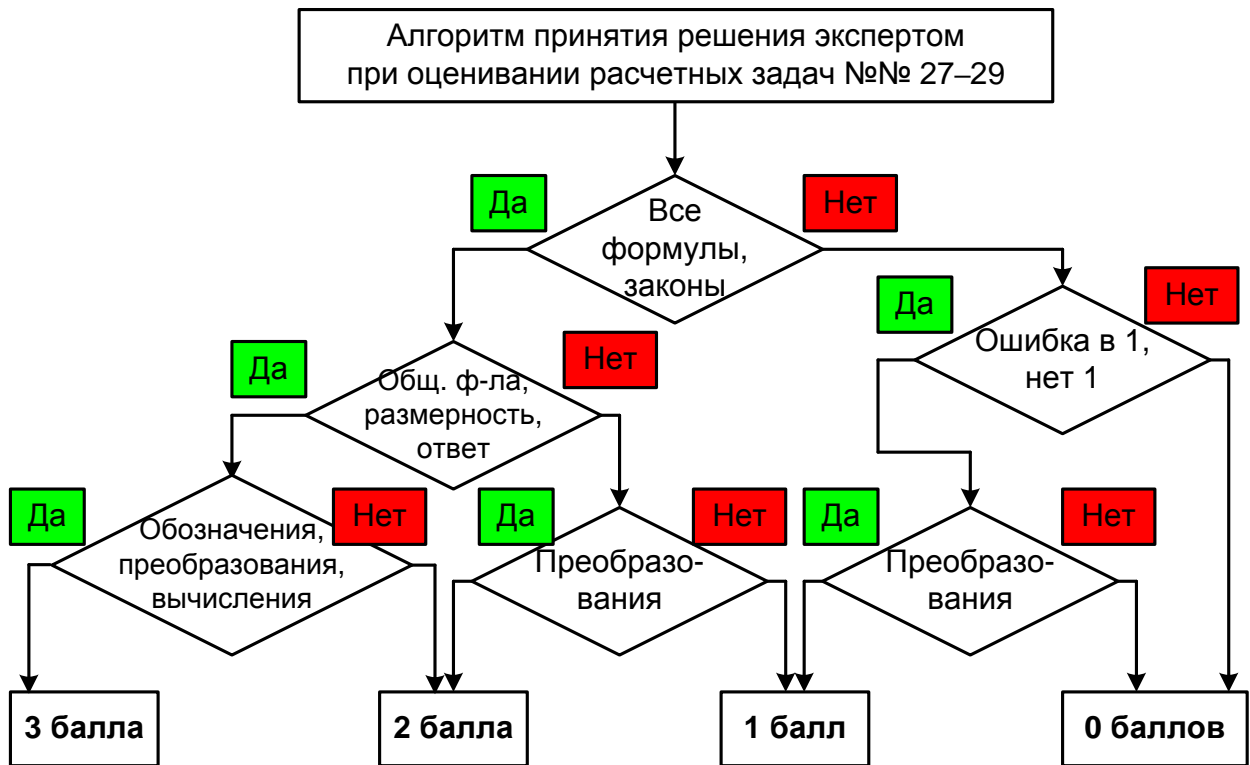 Алгоритм принятия решения экспертом
при оценивании расчетных задач №№ 27–29
Да
Нет
Все
формулы,
законы
Да
Нет
Ошибка в 1,
нет 1
Да
Нет
Общ. ф-ла,
размерность,
ответ
Да
Нет
Обозначения,
преобразования,
вычисления
Да
Нет
Преобразо-
вания
Да
Нет
Преобразо-
вания
3 балла
2 балла
1 балл
0 баллов